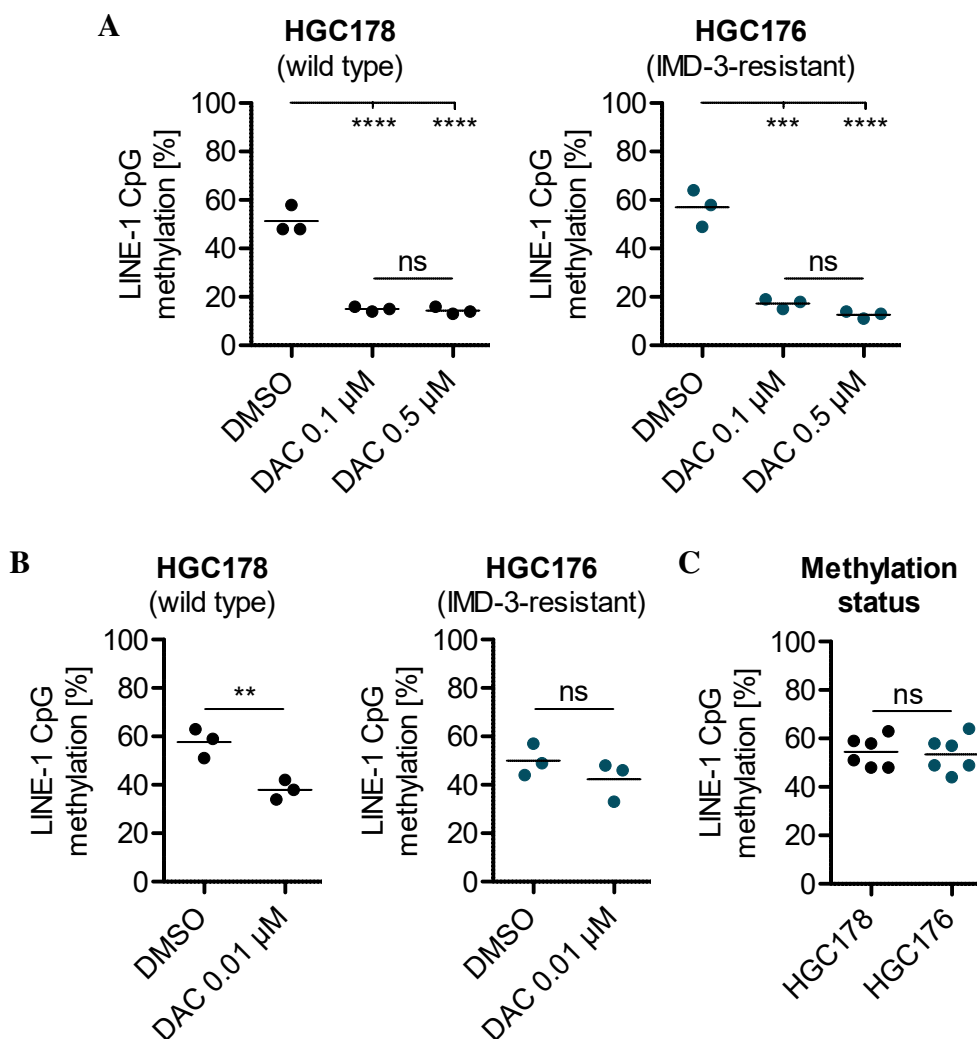 A
HGC178
(wild type)
HGC176
(IMD-3-resistant)
LINE-1 CpG
methylation [%]
100
80
60
40
20
0
**** ****
ns
DMSO
DAC 0.1 µM
DAC 0.5 µM
LINE-1 CpG
methylation [%]
100
80
60
40
20
0
*** ****
ns
DMSO
DAC 0.1 µM
DAC 0.5 µM
B
HGC178
(wild type)
HGC176
(IMD-3-resistant)
C
Methylation
status
LINE-1 CpG
methylation [%]
100
80
60
40
20
0
**
DMSO
DAC 0.01 µM
LINE-1 CpG
methylation [%]
100
80
60
40
20
0
ns
DMSO
DAC 0.01 µM
LINE-1 CpG
methylation [%]
100
80
60
40
20
0
ns
HGC178
HGC176